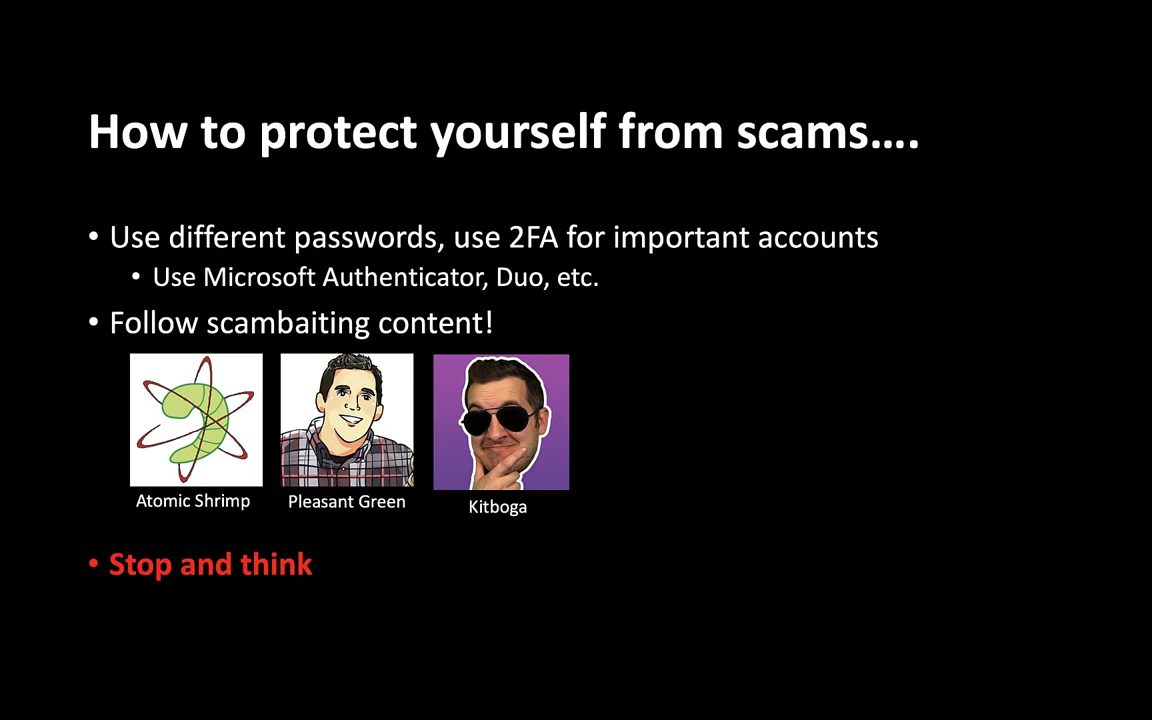 How to protect yourself from scams....
• Use different passwords, use 2FA for important accounts
• Use Microsoft Authenticator, Duo, etc.
• Follow scambaiting content!
Atomic Shrimp
Pleasant Green
Kitboga
• Stop and think